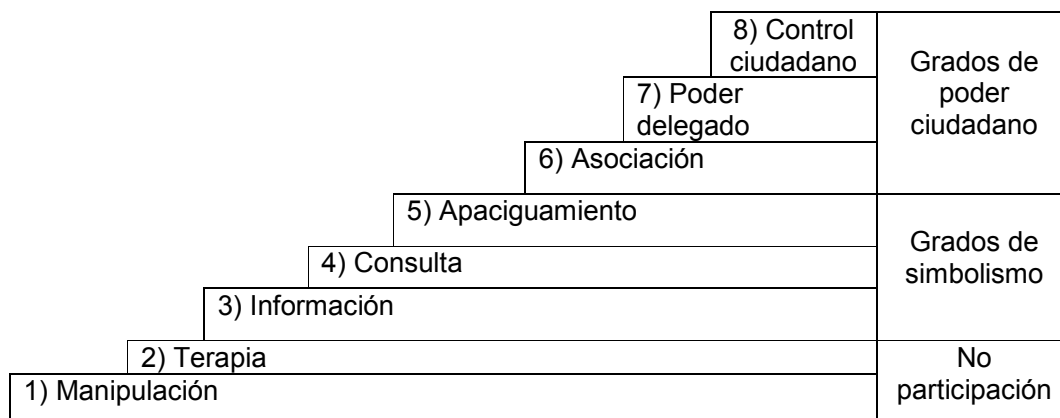 8) Control
ciudadano
Grados de
poder
ciudadano
7) Poder
delegado
6) Asociación
5) Apaciguamiento
Grados de
simbolismo
4) Consulta
3) Información
2) Terapia
No
participación
1) Manipulación